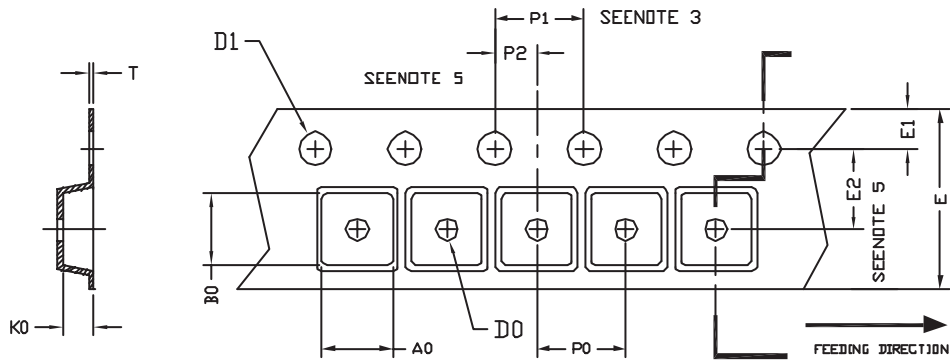 P1
SEENOTE 3
D1
P2
T
SEENOTE 5
E1
E2
E
SEENOTE 5
B0
K0
A0
D0
P0
FEEDING DIRECTION